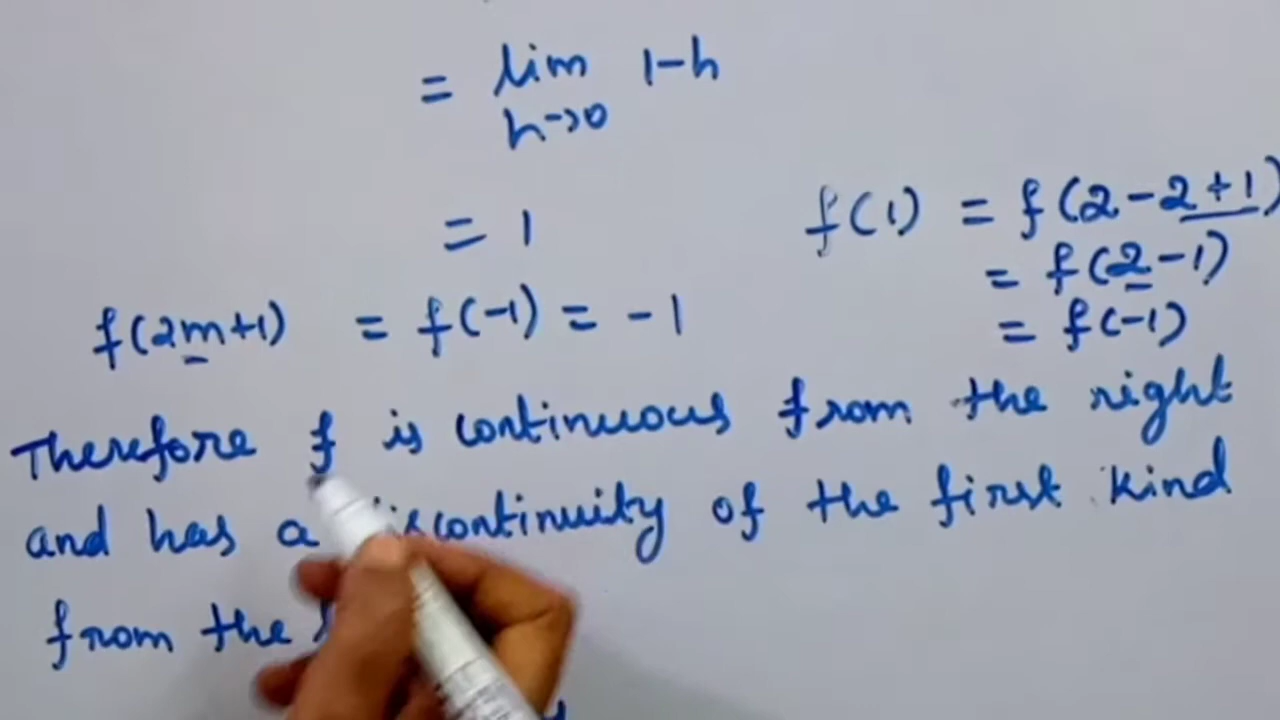 = lim 1-h
h→0
= 1
f(1) = f(2-2+1)
= f(2-1)
= f(-1)
f(2m+1) = f(-1) = -1
Therefore f is continuous from the right
and has a discontinuity of the first kind
from the